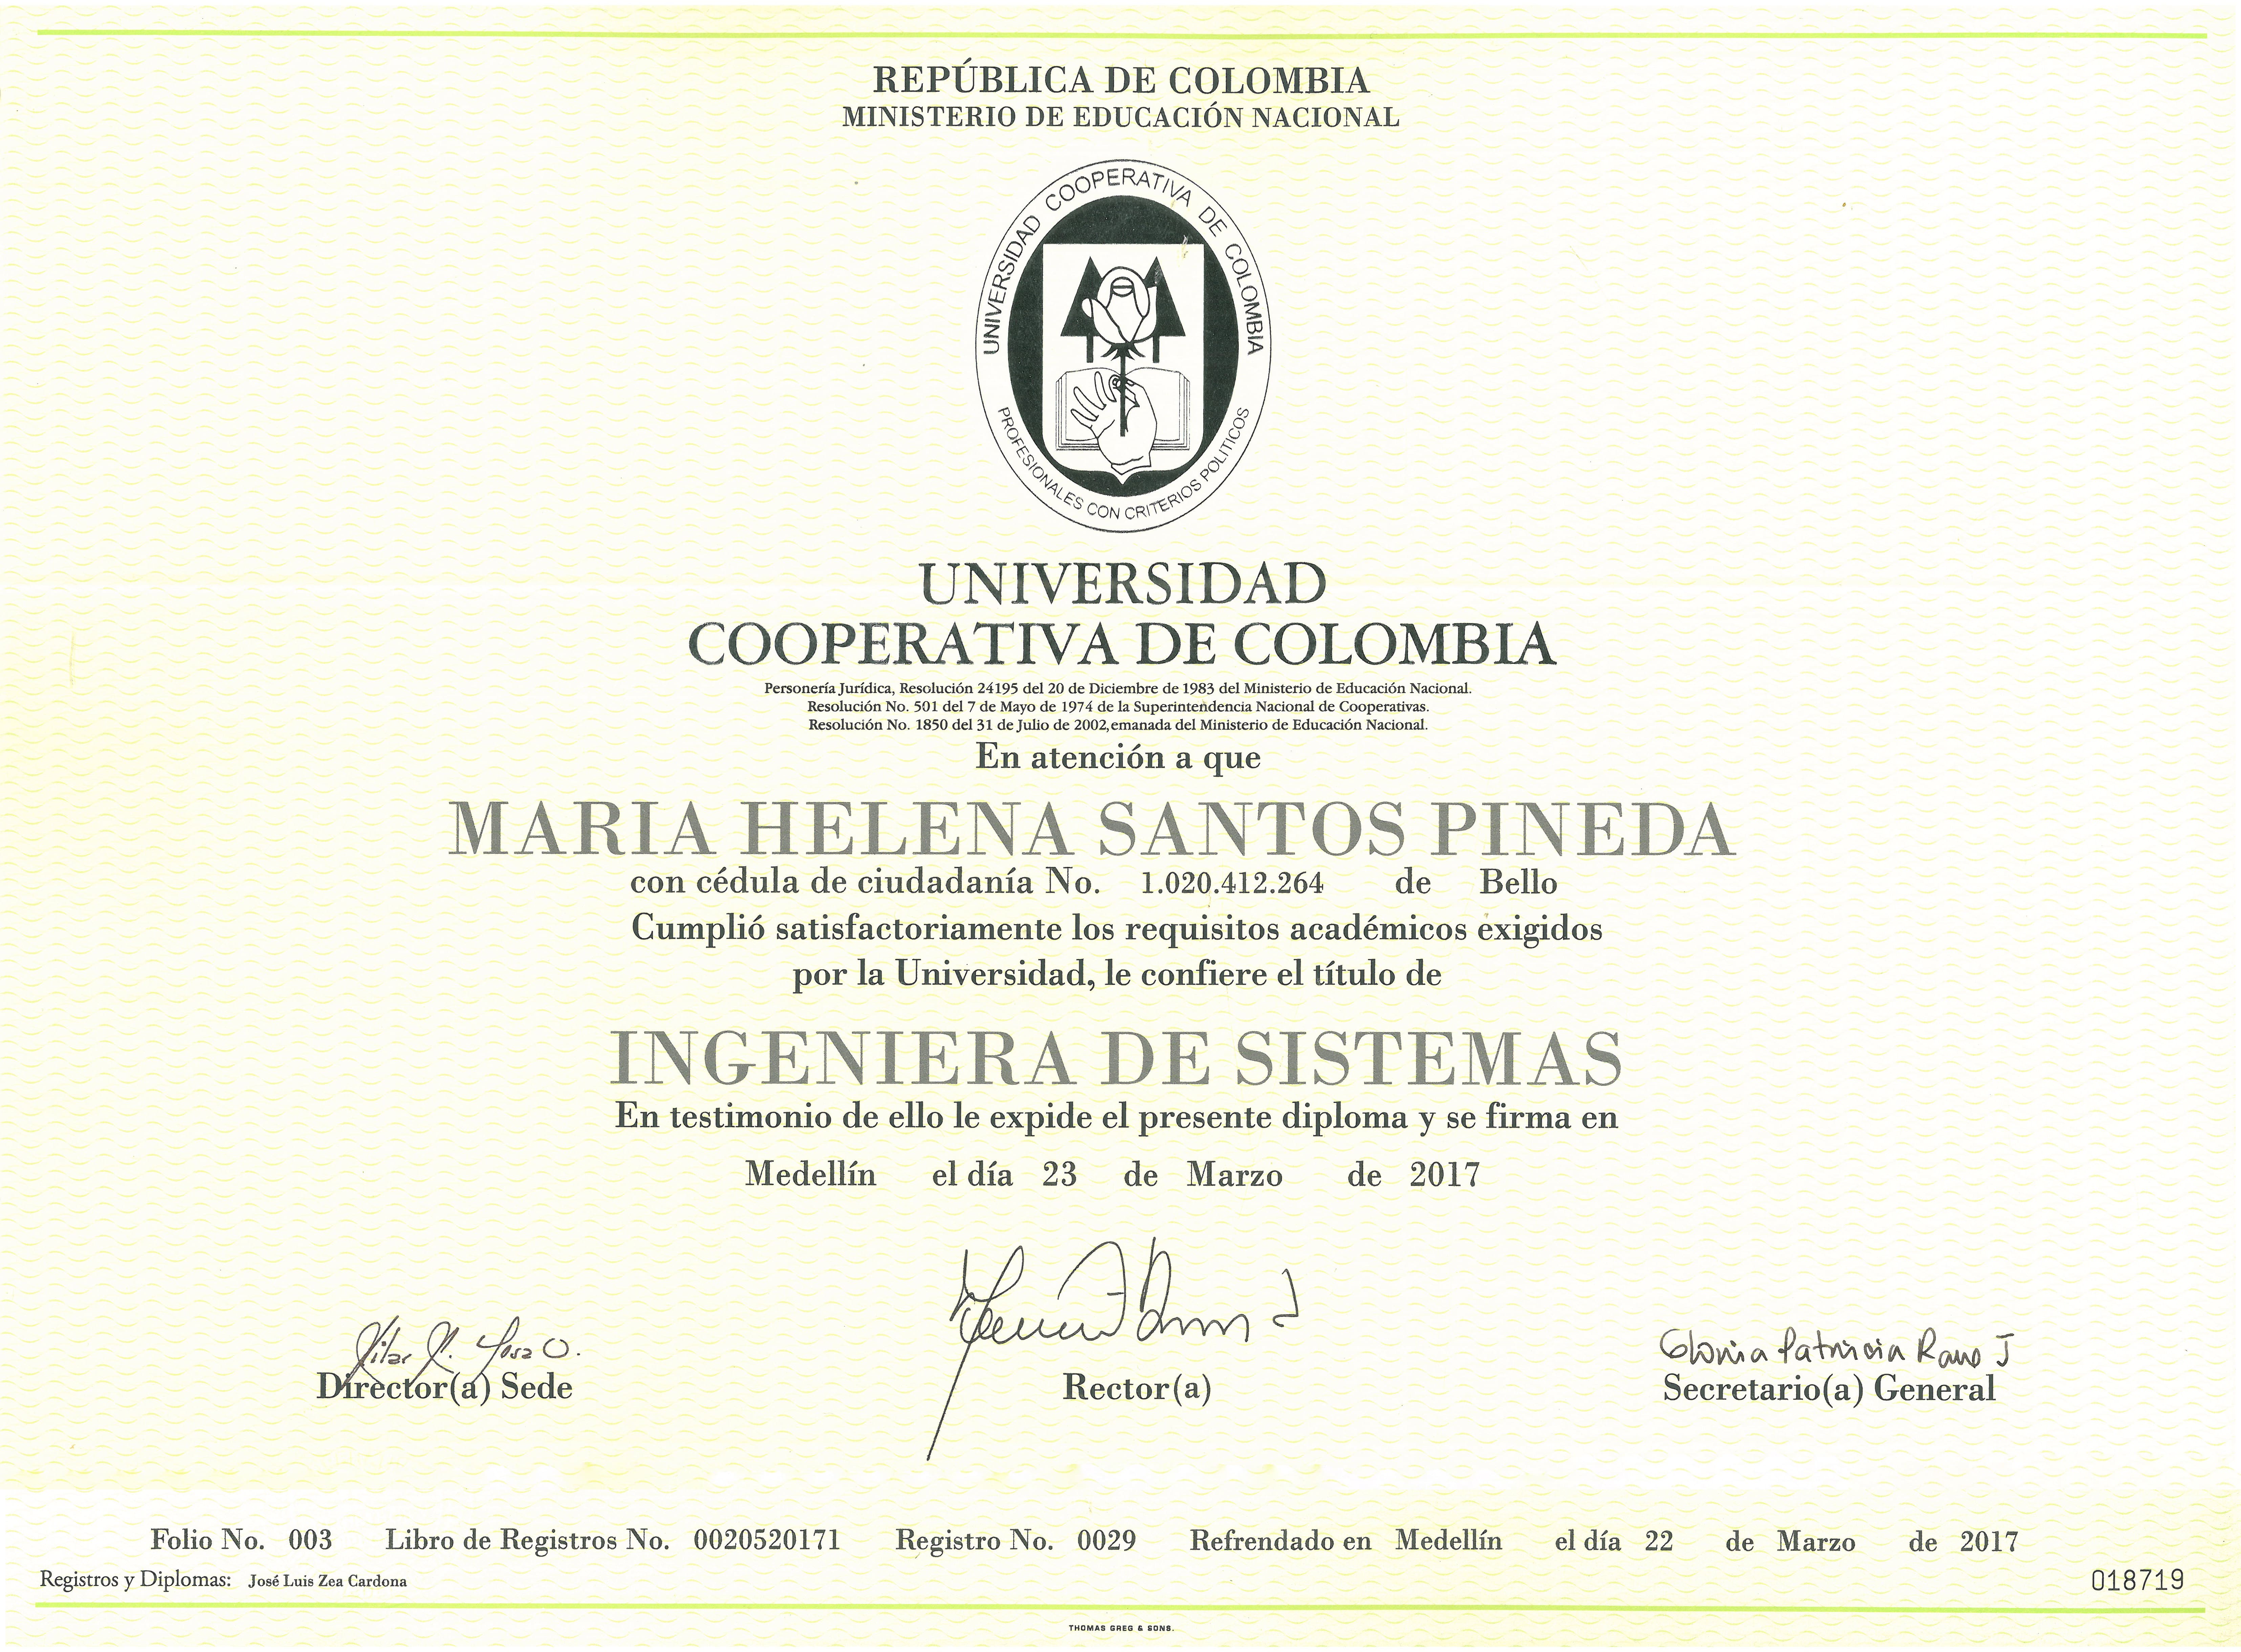 REPÚBLICA DE COLOMBIA
MINISTERIO DE EDUCACIÓN NACIONAL
UNIVERSIDAD COOPERATIVA DE COLOMBIA
PROFESIONALES CON CRITERIOS POLITICOS
UNIVERSIDAD
COOPERATIVA DE COLOMBIA
Personería Jurídica, Resolución 24195 del 20 de Diciembre de 1983 del Ministerio de Educación Nacional.
Resolución No. 501 del 7 de Mayo de 1974 de la Superintendencia Nacional de Cooperativas.
Resolución No. 1850 del 31 de Julio de 2002, emanada del Ministerio de Educación Nacional.
En atención a que
MARIA HELENA SANTOS PINEDA
con cédula de ciudadanía No. 1.020.412.264 de Bello
Cumplió satisfactoriamente los requisitos académicos exigidos
por la Universidad, le confiere el título de
INGENIERA DE SISTEMAS
En testimonio de ello le expide el presente diploma y se firma en
Medellín el día 23 de Marzo de 2017
Gloria Patricia J
Director(a) Sede Rector(a) Secretario(a) General
Folio No. 003 Libro de Registros No. 0020520171 Registro No. 0029 Refrendado en Medellín el día 22 de Marzo de 2017
Registros y Diplomas: José Luis Zea Cardona 018719
THOMAS GREG & SONS.